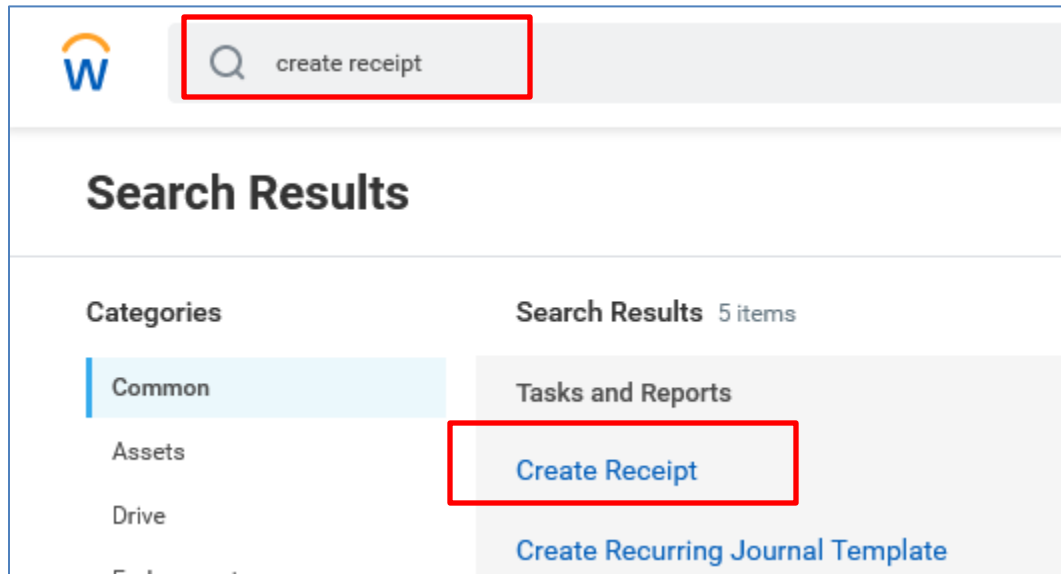 create receipt
Search Results
Categories
Search Results 5 items
Common
Tasks and Reports
Assets
Create Receipt
Drive
Create Recurring Journal Template